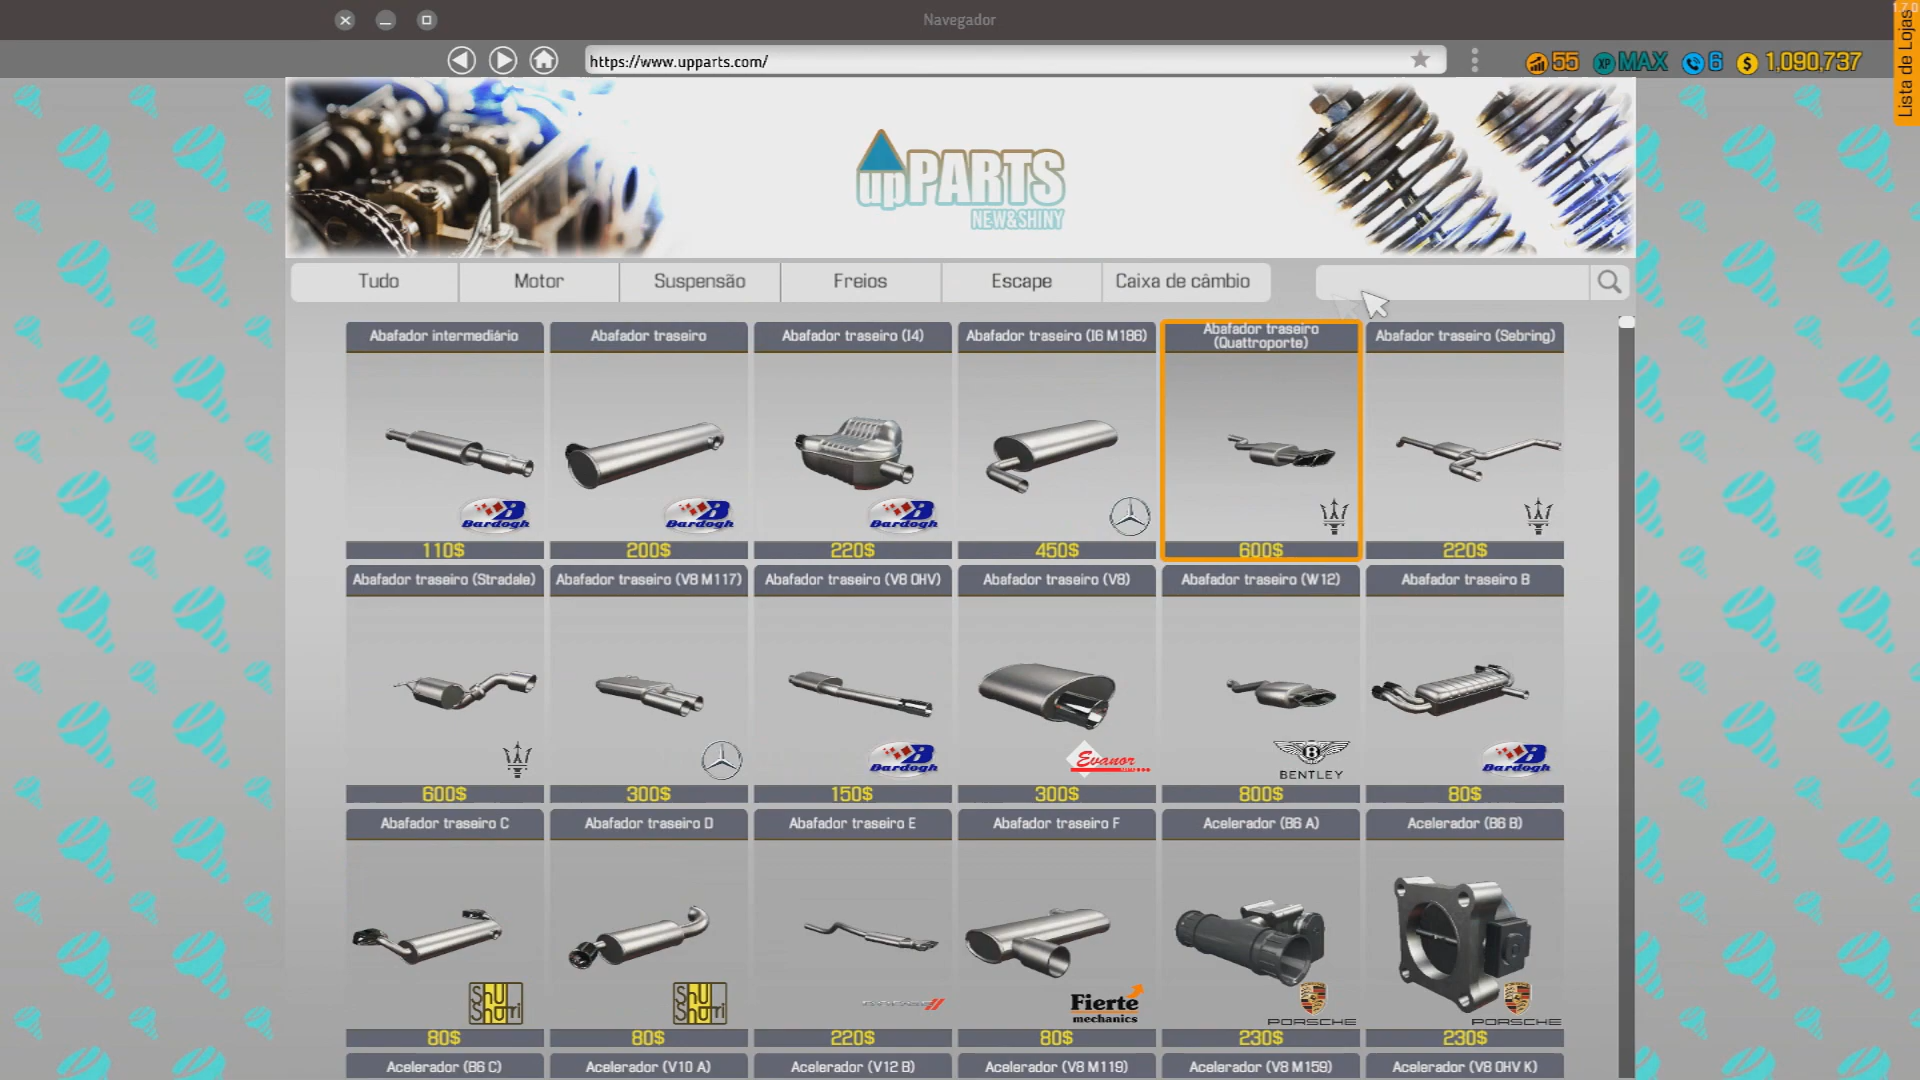 Navegador
1.7.0
https://www.upparts.com/
55
XP MAX
6
$ 1,090,737
Lista de Lojas
upPARTS
NEW&SHINY
Tudo
Motor
Suspensão
Freios
Escape
Caixa de câmbio
Abafador intermediário
Bardogh
110$
Abafador traseiro
Bardogh
200$
Abafador traseiro (I4)
Bardogh
220$
Abafador traseiro (I6 M186)
450$
Abafador traseiro
(Quattroporte)
600$
Abafador traseiro (Sebring)
220$
Abafador traseiro (Stradale)
600$
Abafador traseiro (V8 M117)
300$
Abafador traseiro (V8 OHV)
Bardogh
150$
Abafador traseiro (V8)
Evanor
300$
Abafador traseiro (W12)
B
BENTLEY
800$
Abafador traseiro B
Bardogh
80$
Abafador traseiro C
80$
Abafador traseiro D
80$
Abafador traseiro E
220$
Abafador traseiro F
Fierte
mechanics
80$
Acelerador (B6 A)
PORSCHE
230$
Acelerador (B6 B)
PORSCHE
230$
Acelerador (B6 C)
Acelerador (V10 A)
Acelerador (V12 B)
Acelerador (V8 M119)
Acelerador (V8 M159)
Acelerador (V8 OHV K)